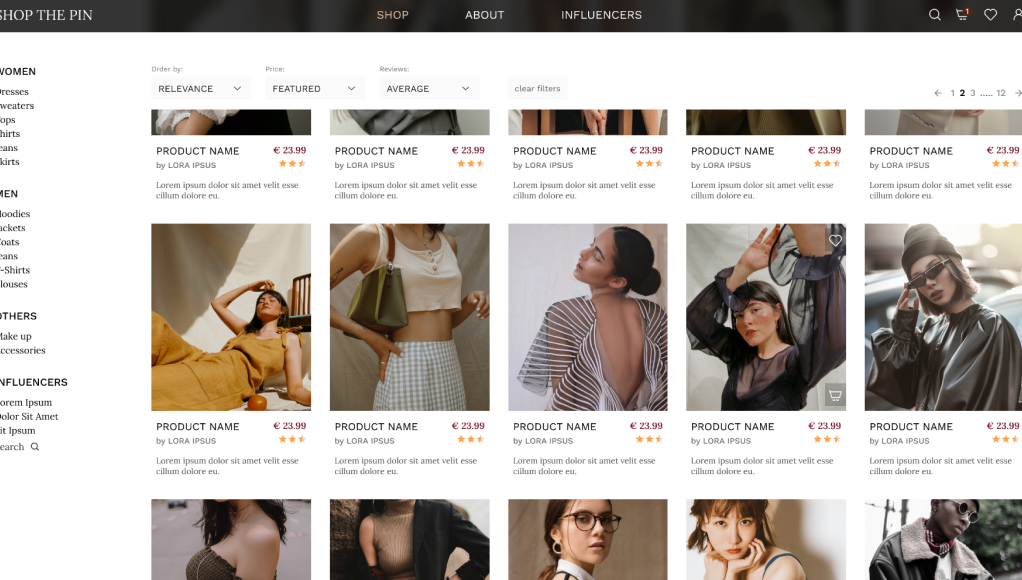 SHOP THE PIN
SHOP
ABOUT
INFLUENCERS
1
WOMEN
Dresses
Sweaters
Tops
Shirts
Jeans
Skirts
MEN
Hoodies
Jackets
Coats
Jeans
T-Shirts
Blouses
OTHERS
Make up
Accessories
INFLUENCERS
Lorem Ipsum
Dolor Sit Amet
Sit Ipsum
Search
Order by:
RELEVANCE
Price:
FEATURED
Reviews:
AVERAGE
clear filters
← 1 2 3 ..... 12 →
PRODUCT NAME € 23.99
by LORA IPSUS
Lorem ipsum dolor sit amet velit esse
cillum dolore eu.
PRODUCT NAME € 23.99
by LORA IPSUS
Lorem ipsum dolor sit amet velit esse
cillum dolore eu.
PRODUCT NAME € 23.99
by LORA IPSUS
Lorem ipsum dolor sit amet velit esse
cillum dolore eu.
PRODUCT NAME € 23.99
by LORA IPSUS
Lorem ipsum dolor sit amet velit esse
cillum dolore eu.
PRODUCT NAME € 23.99
by LORA IPSUS
Lorem ipsum dolor sit amet velit esse
cillum dolore eu.
PRODUCT NAME € 23.99
by LORA IPSUS
Lorem ipsum dolor sit amet velit esse
cillum dolore eu.
PRODUCT NAME € 23.99
by LORA IPSUS
Lorem ipsum dolor sit amet velit esse
cillum dolore eu.
PRODUCT NAME € 23.99
by LORA IPSUS
Lorem ipsum dolor sit amet velit esse
cillum dolore eu.
PRODUCT NAME € 23.99
by LORA IPSUS
Lorem ipsum dolor sit amet velit esse
cillum dolore eu.
PRODUCT NAME € 23.99
by LORA IPSUS
Lorem ipsum dolor sit amet velit esse
cillum dolore eu.